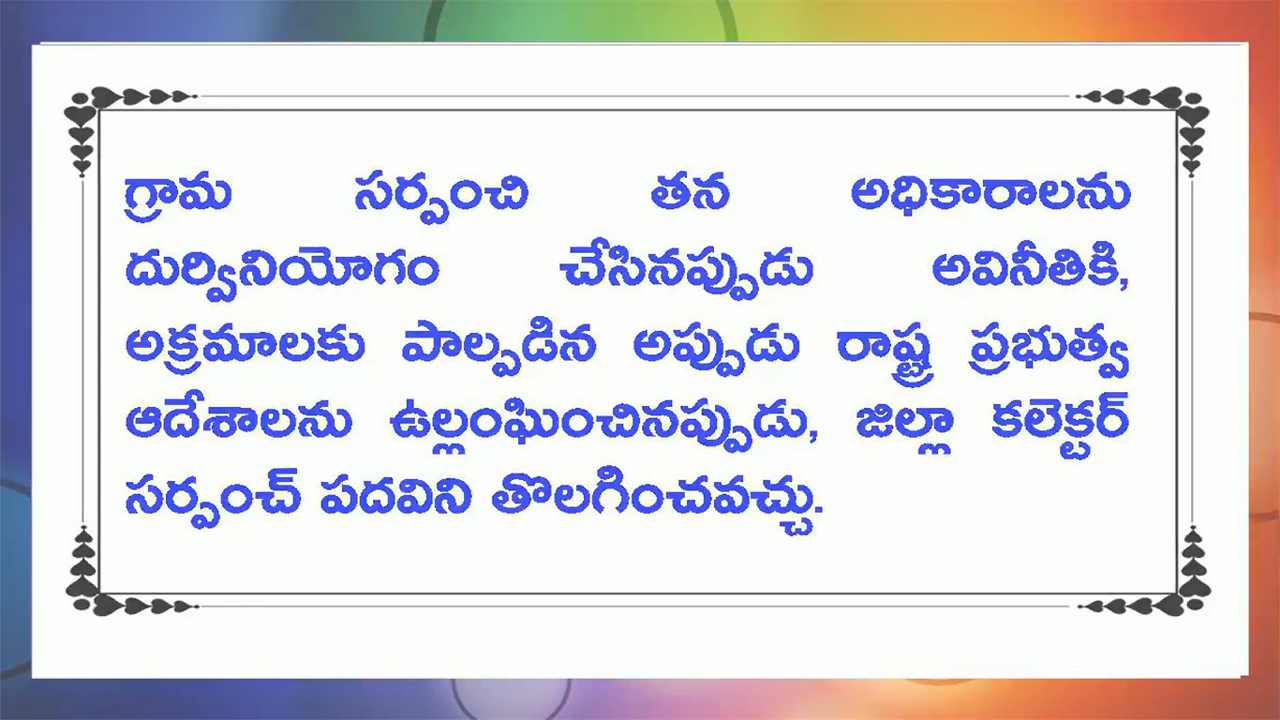 గ్రామ సర్పంచి తన అధికారాలను
దుర్వినియోగం చేసినప్పుడు అవినీతికి,
అక్రమాలకు పాల్పడిన అప్పుడు రాష్ట్ర ప్రభుత్వ
ఆదేశాలను ఉల్లంఘించినప్పుడు, జిల్లా కలెక్టర్
సర్పంచ్ పదవిని తొలగించవచ్చు.